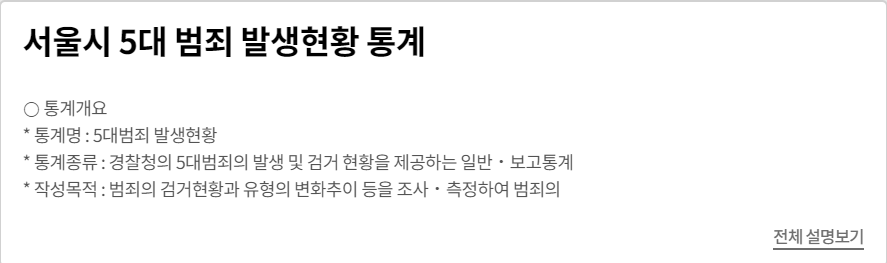 서울시 5대 범죄 발생현황 통계
○ 통계개요
* 통계명 : 5대범죄 발생현황
* 통계종류 : 경찰청의 5대범죄의 발생 및 검거 현황을 제공하는 일반・보고통계
* 작성목적 : 범죄의 검거현황과 유형의 변화추이 등을 조사・측정하여 범죄의
전체 설명보기